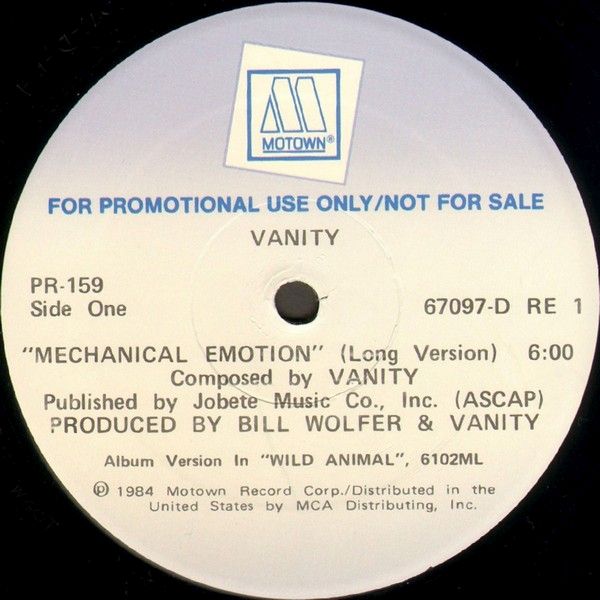 MOTOWN®
FOR PROMOTIONAL USE ONLY/NOT FOR SALE
VANITY
PR-159
Side One
67097-D RE 1
"MECHANICAL EMOTION" (Long Version) 6:00
Composed by VANITY
Published by Jobete Music Co., Inc. (ASCAP)
PRODUCED BY BILL WOLFER & VANITY
Album Version In "WILD ANIMAL", 6102ML
℗ 1984 Motown Record Corp./Distributed in the
United States by MCA Distributing, Inc.